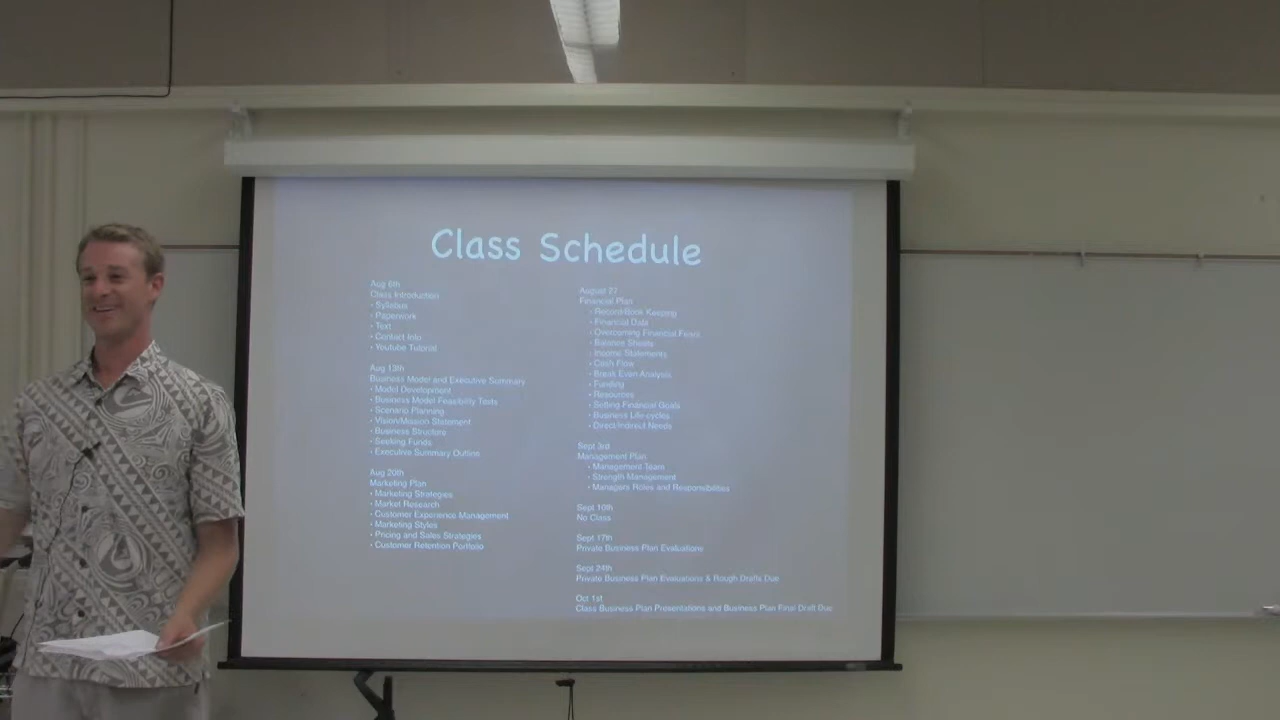 Class Schedule
Aug 6th
Class Introduction
• Syllabus
• Paperwork
• Text
• Contact Info
• Youtube Tutorial
Aug 13th
Business Model and Executive Summary
• Model Development
• Business Model Feasibility Tests
• Scenario Planning
• Vision/Mission Statement
• Business Structure
• Seeking Funds
• Executive Summary Outline
Aug 20th
Marketing Plan
• Marketing Strategies
• Market Research
• Customer Experience Management
• Marketing Styles
• Pricing and Sales Strategies
• Customer Retention Portfolio
August 27
Financial Plan
• Record/Book Keeping
• Financial Data
• Overcoming Financial Fears
• Balance Sheets
• Income Statements
• Cash Flow
• Break Even Analysis
• Funding
• Resources
• Setting Financial Goals
• Business Life-cycles
• Direct/Indirect Needs
Sept 3rd
Management Plan
• Management Team
• Strength Management
• Managers Roles and Responsibilities
Sept 10th
No Class
Sept 17th
Private Business Plan Evaluations
Sept 24th
Private Business Plan Evaluations & Rough Drafts Due
Oct 1st
Class Business Plan Presentations and Business Plan Final Draft Due